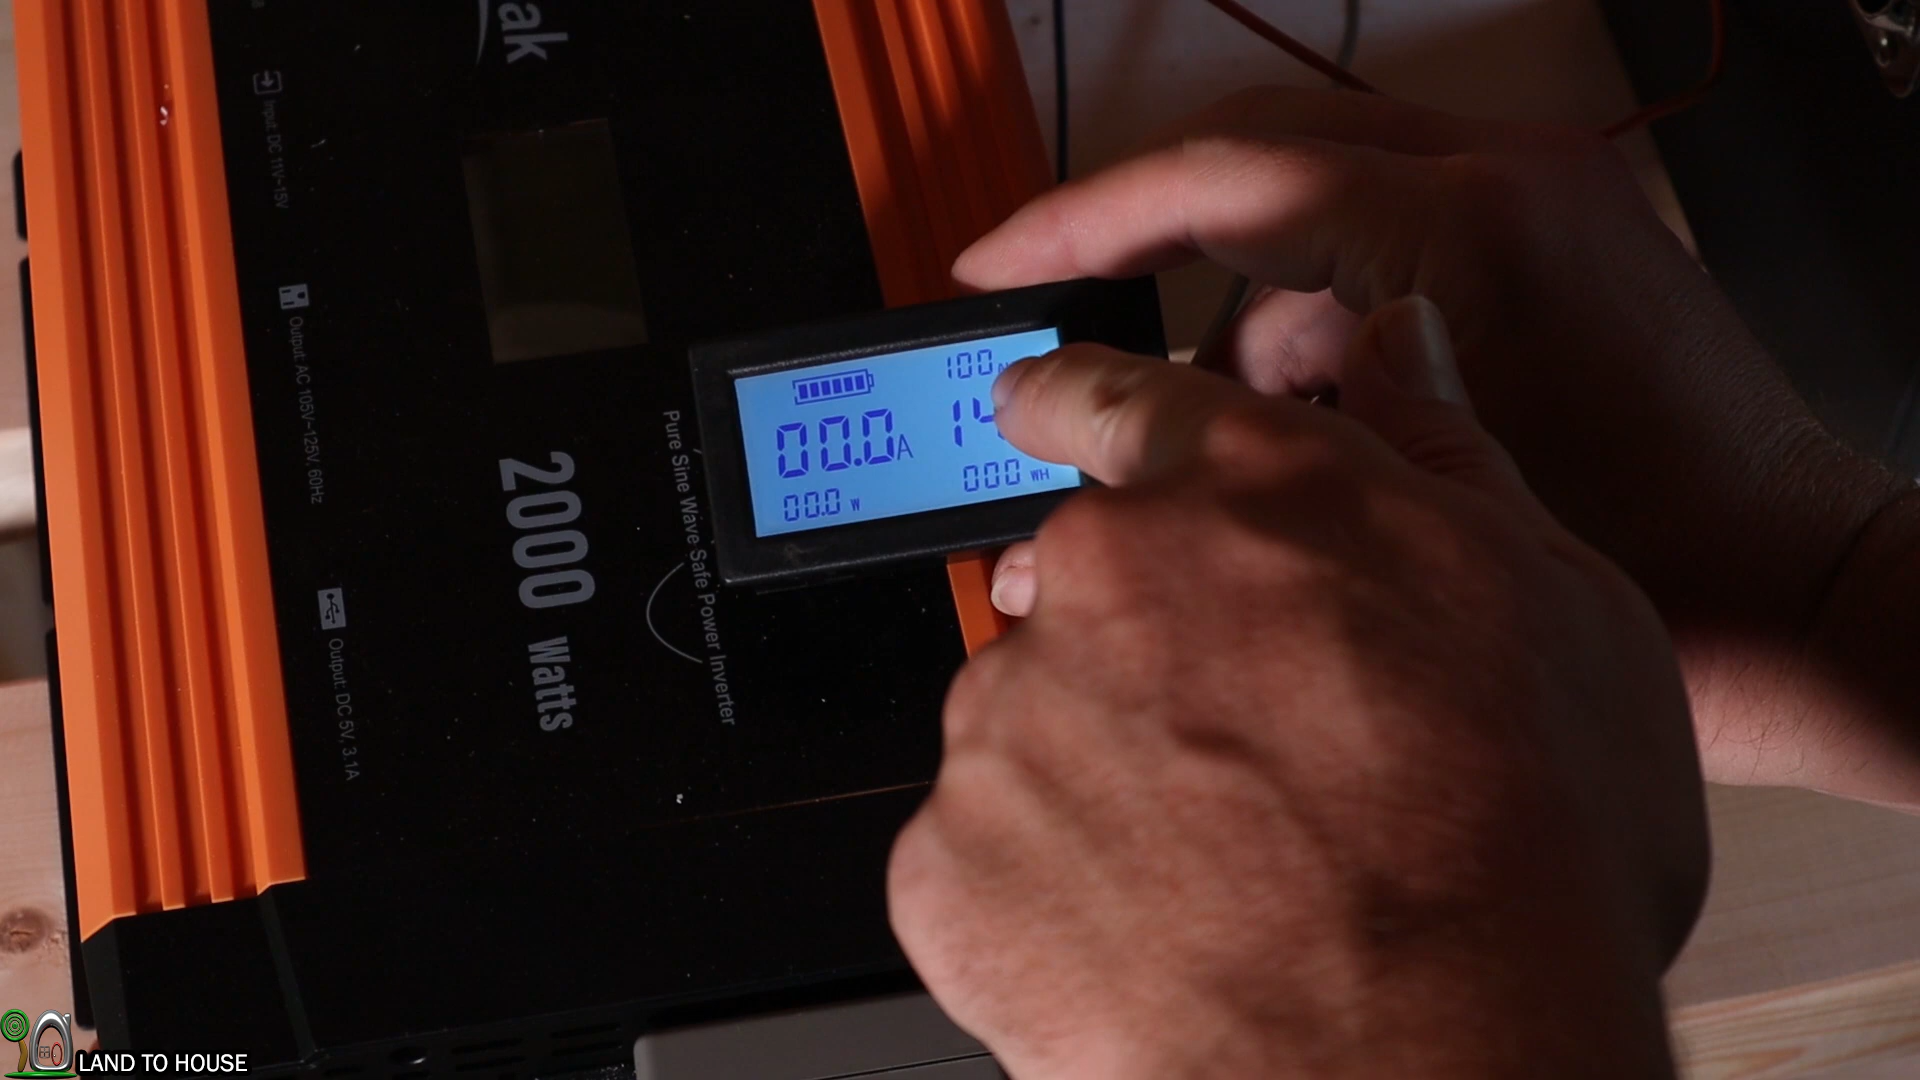 ak
Input: DC 11V~15V
Output: AC 105V~125V, 60Hz
Output: DC 5V, 3.1A
2000 Watts
Pure Sine Wave Safe Power Inverter
100
00.0A
14
00.0 W
000 WH
LAND TO HOUSE